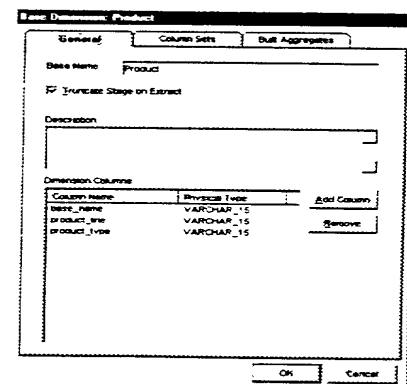 Base Dimension: Product
General Column Sets Built Aggregates
Base Name Product
Truncate Stage on Extract
Description
Dimension Columns
Column Name Physical Type
base_name VARCHAR_15
product_line VARCHAR_15
product_type VARCHAR_15
Add Column
Remove
OK Cancel